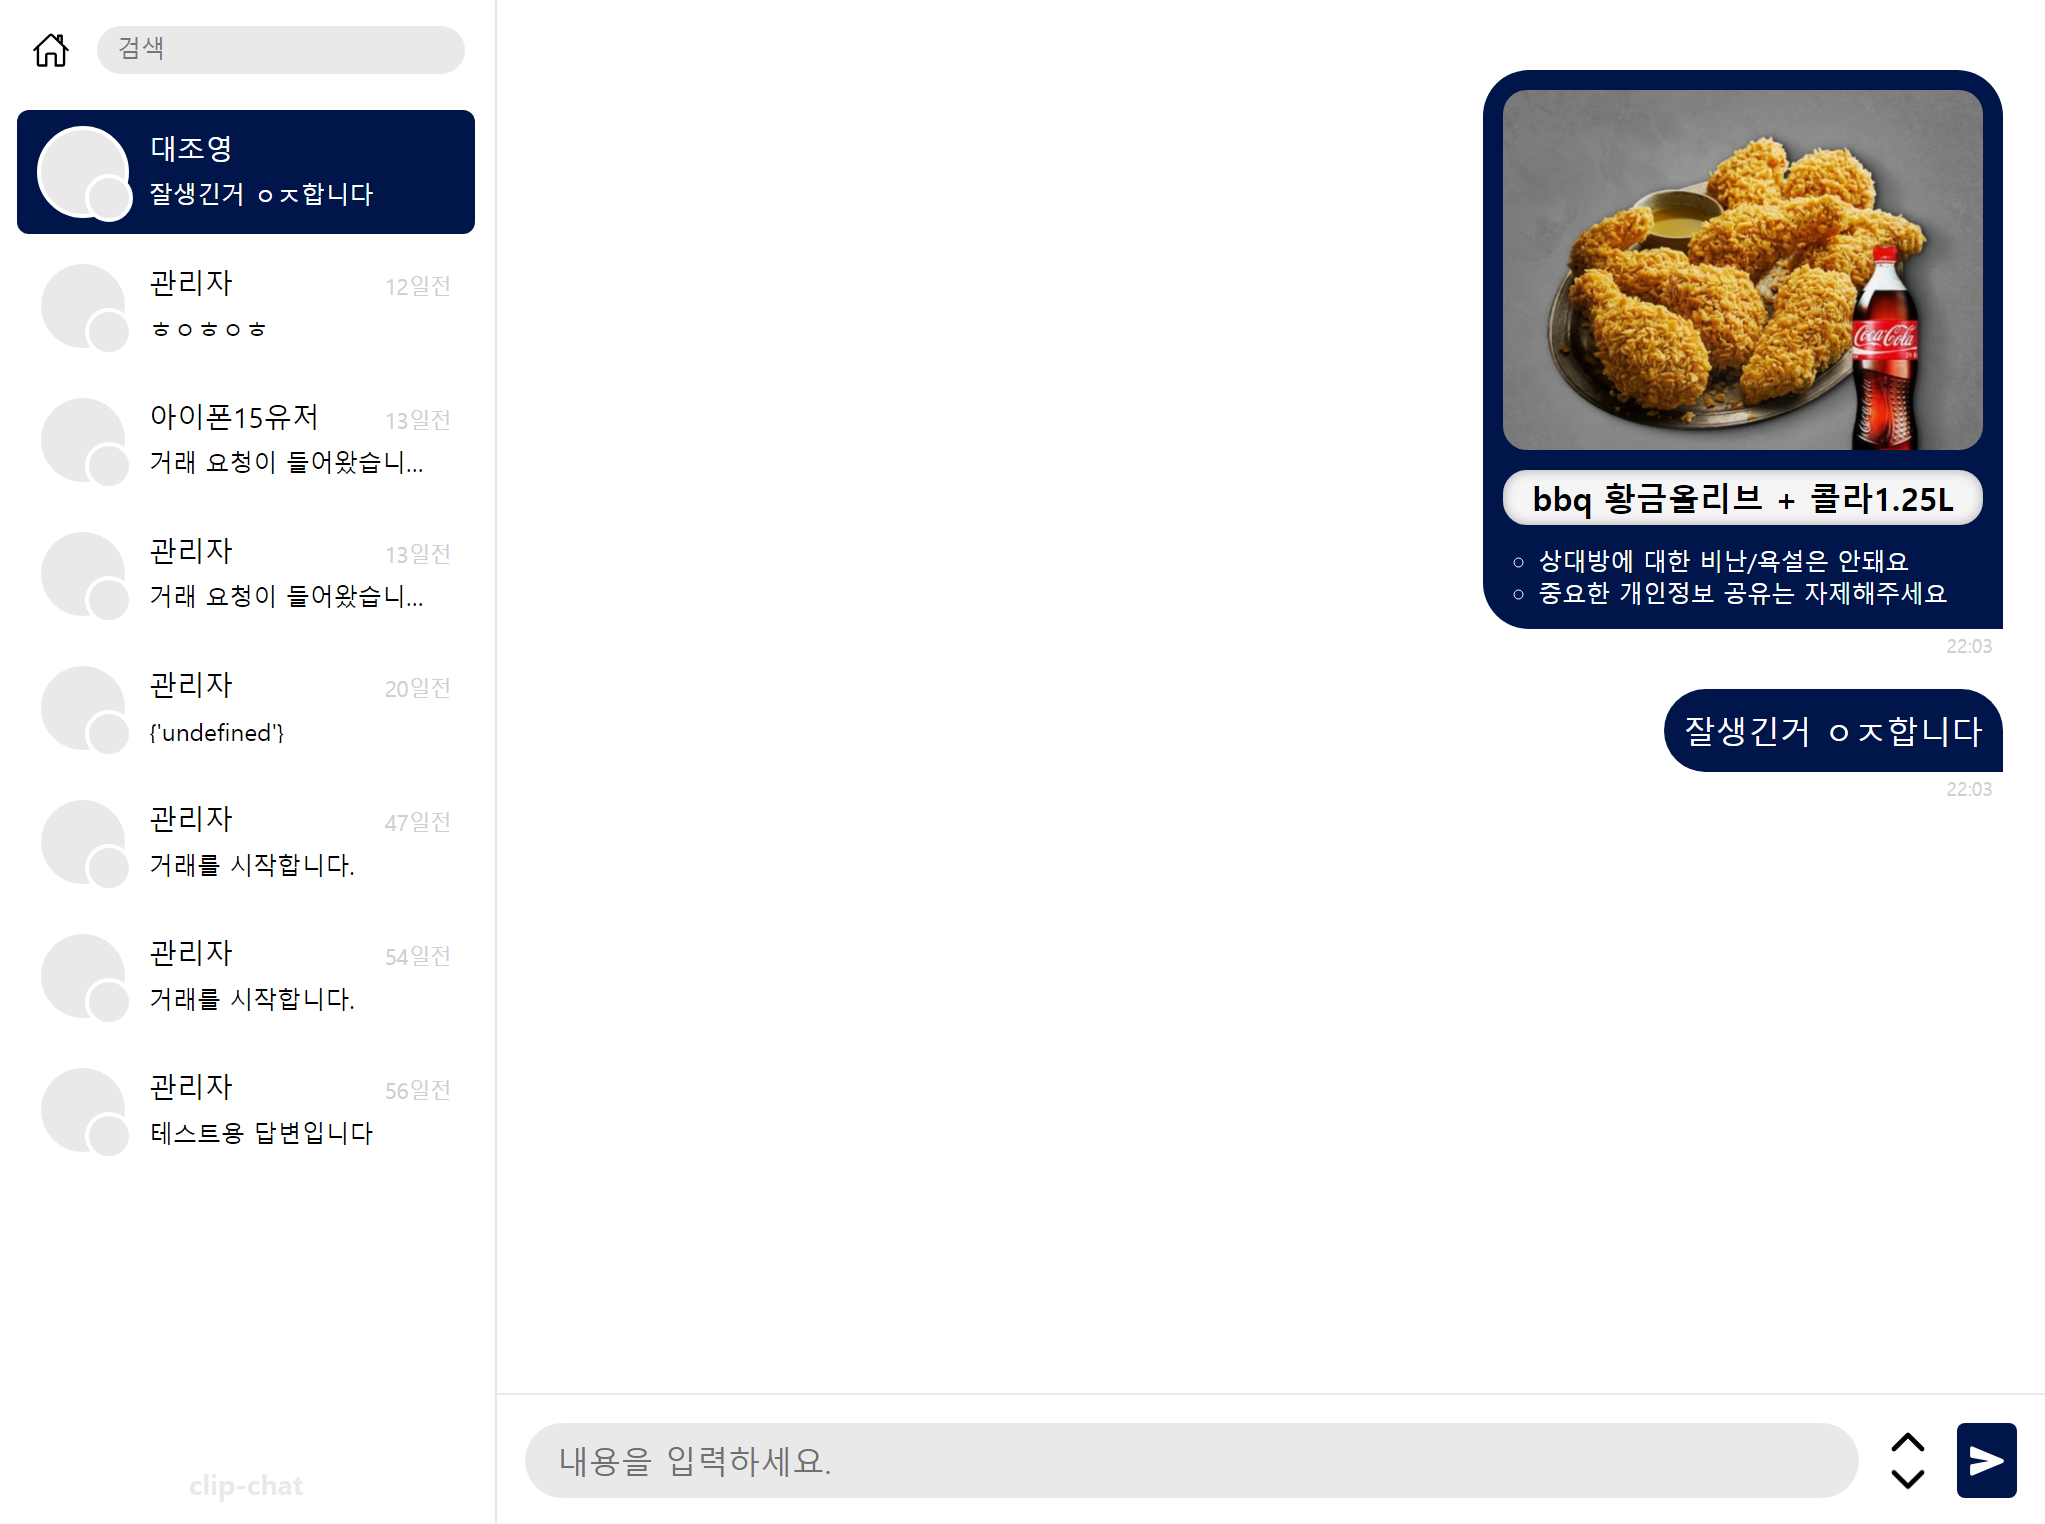 검색
대조영
잘생긴거 ㅇㅈ합니다
관리자
12일전
ㅎㅇㅎㅇㅎ
아이폰15유저
13일전
거래 요청이 들어왔습니...
관리자
13일전
거래 요청이 들어왔습니...
관리자
20일전
{'undefined'}
관리자
47일전
거래를 시작합니다.
관리자
54일전
거래를 시작합니다.
관리자
56일전
테스트용 답변입니다
clip-chat
Coca-Cola
bbq 황금올리브 + 콜라1.25L
상대방에 대한 비난/욕설은 안돼요
중요한 개인정보 공유는 자제해주세요
22:03
잘생긴거 ㅇㅈ합니다
22:03
내용을 입력하세요.